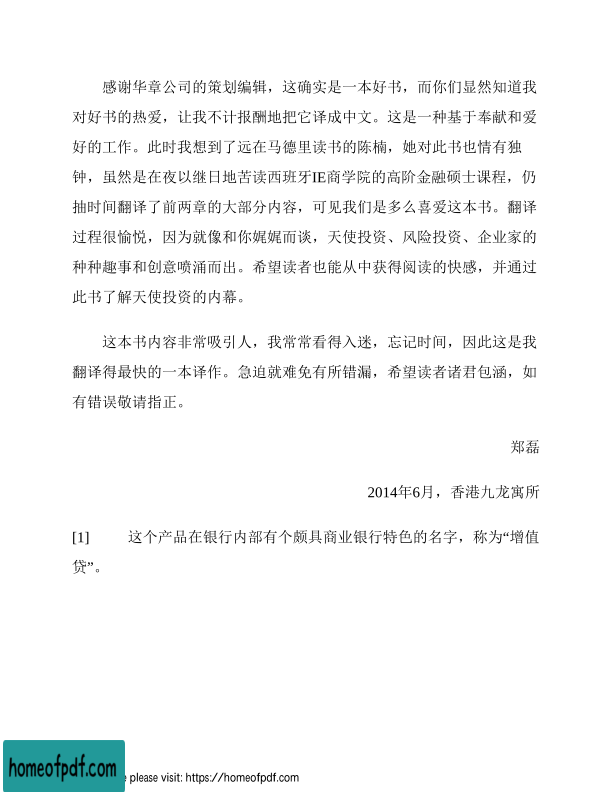 感谢华章公司的策划编辑，这确实是一本好书，而你们显然知道我
对好书的热爱，让我不计报酬地把它译成中文。这是一种基于奉献和爱
好的工作。此时我想到了远在马德里读书的陈楠，她对此书也情有独
钟，虽然是在夜以继日地苦读西班牙IE商学院的高阶金融硕士课程，仍
抽时间翻译了前两章的大部分内容，可见我们是多么喜爱这本书。翻译
过程很愉悦，因为就像和你娓娓而谈，天使投资、风险投资、企业家的
种种趣事和创意喷涌而出。希望读者也能从中获得阅读的快感，并通过
此书了解天使投资的内幕。
这本书内容非常吸引人，我常常看得入迷，忘记时间，因此这是我
翻译得最快的一本译作。急迫就难免有所错漏，希望读者诸君包涵，如
有错误敬请指正。
郑磊
2014年6月，香港九龙寓所
[1] 这个产品在银行内部有个颇具商业银行特色的名字，称为“增值
贷”。
homeofpdf.com
please visit: https://homeofpdf.com